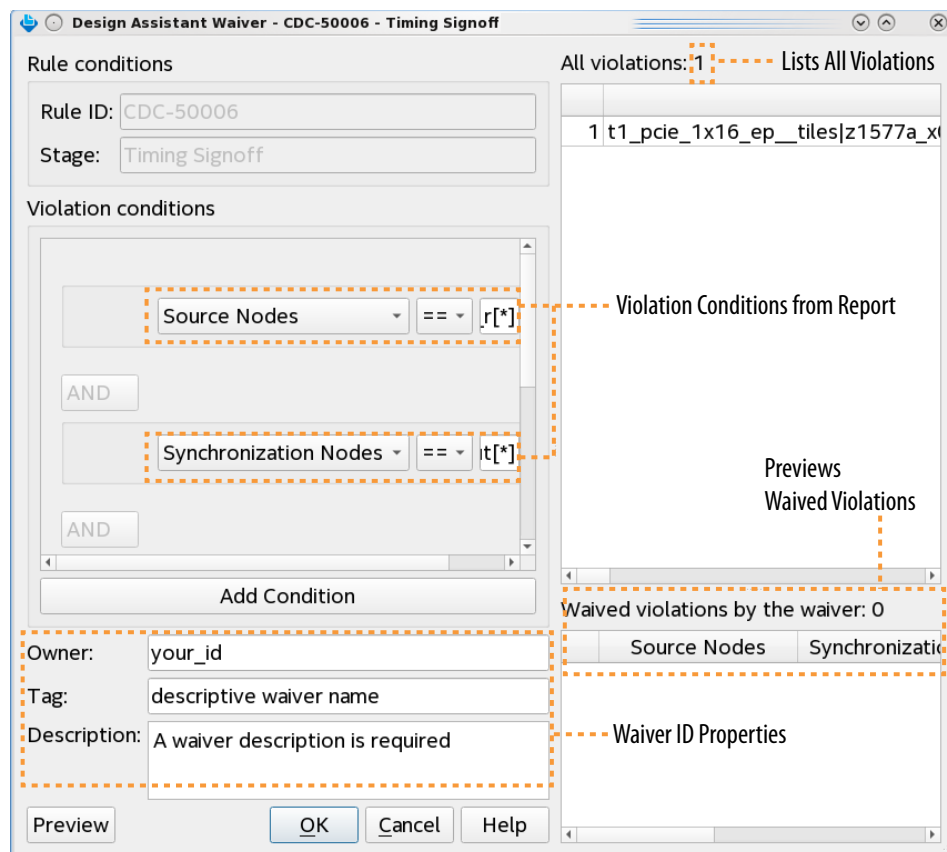 Design Assistant Waiver - CDC-50006 - Timing Signoff
Rule conditions
Rule ID: CDC-50006
Stage: Timing Signoff
Violation conditions
Source Nodes == _r[*]
AND
Synchronization Nodes == ut[*]
AND
Add Condition
Owner: your_id
Tag: descriptive waiver name
Description: A waiver description is required
Preview OK Cancel Help
All violations: 1
Lists All Violations
1 t1_pcie_1x16_ep__tiles|z1577a_x
Violation Conditions from Report
Previews
Waived Violations
Waived violations by the waiver: 0
Source Nodes Synchronizati
Waiver ID Properties